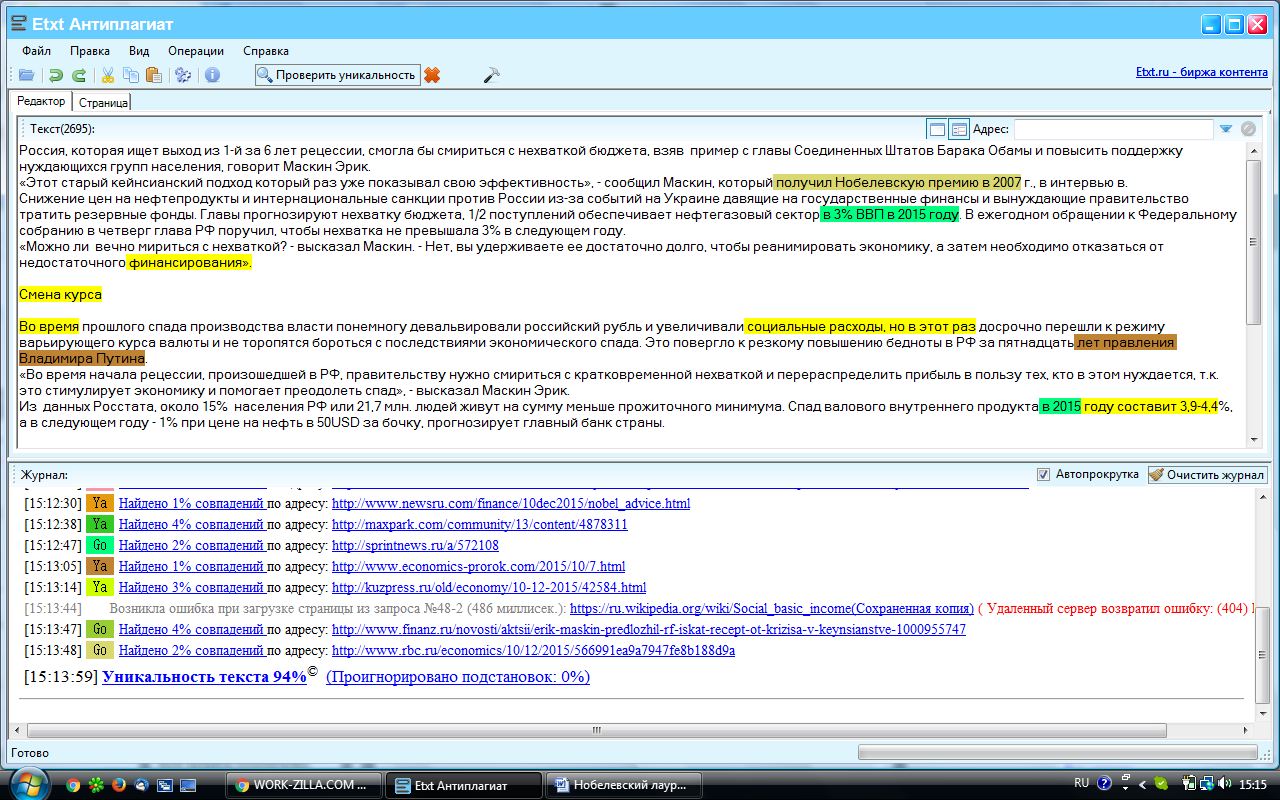 Etxt Антиплагиат
Файл Правка Вид Операции Справка
Проверить уникальность Etxt.ru - биржа контента
Редактор Страница
Текст(2695): Адрес:
Россия, которая ищет выход из 1-й за 6 лет рецессии, смогла бы смириться с нехваткой бюджета, взяв пример с главы Соединенных Штатов Барака Обамы и повысить поддержку
нуждающихся групп населения, говорит Маскин Эрик.
«Этот старый кейнсианский подход который раз уже показывал свою эффективность», - сообщил Маскин, который получил Нобелевскую премию в 2007 г., в интервью в.
Снижение цен на нефтепродукты и интернациональные санкции против России из-за событий на Украине давящие на государственные финансы и вынуждающие правительство
тратить резервные фонды. Главы прогнозируют нехватку бюджета, 1/2 поступлений обеспечивает нефтегазовый сектор в 3% ВВП в 2015 году. В ежегодном обращении к Федеральному
собранию в четверг глава РФ поручил, чтобы нехватка не превышала 3% в следующем году.
«Можно ли вечно мириться с нехваткой? - высказал Маскин. - Нет, вы удерживаете ее достаточно долго, чтобы реанимировать экономику, а затем необходимо отказаться от
недостаточного финансирования».
Смена курса
Во время прошлого спада производства власти понемногу девальвировали российский рубль и увеличивали социальные расходы, но в этот раз досрочно перешли к режиму
варьирующего курса валюты и не торопятся бороться с последствиями экономического спада. Это повергло к резкому повышению бедноты в РФ за пятнадцать лет правления
Владимира Путина.
«Во время начала рецессии, произошедшей в РФ, правительству нужно смириться с кратковременной нехваткой и перераспределить прибыль в пользу тех, кто в этом нуждается, т.к.
это стимулирует экономику и помогает преодолеть спад», - высказал Маскин Эрик.
Из данных Росстата, около 15% населения РФ или 21,7 млн. людей живут на сумму меньше прожиточного минимума. Спад валового внутреннего продукта в 2015 году составит 3,9-4,4%,
а в следующем году - 1% при цене на нефть в 50USD за бочку, прогнозирует главный банк страны.
Журнал: Автопрокрутка Очистить журнал
[15:12:30] Ya Найдено 1% совпадений по адресу: http://www.newsru.com/finance/10dec2015/nobel_advice.html
[15:12:38] Ya Найдено 4% совпадений по адресу: http://maxpark.com/community/13/content/4878311
[15:12:47] Go Найдено 2% совпадений по адресу: http://sprintnews.ru/a/572108
[15:13:05] Ya Найдено 1% совпадений по адресу: http://www.economics-prorok.com/2015/10/7.html
[15:13:14] Ya Найдено 3% совпадений по адресу: http://kuzpress.ru/old/economy/10-12-2015/42584.html
[15:13:44] Возникла ошибка при загрузке страницы из запроса №48-2 (486 миллисек.): https://ru.wikipedia.org/wiki/Social_basic_income(Сохраненная копия) ( Удаленный сервер возвратил ошибку: (404)
[15:13:47] Go Найдено 4% совпадений по адресу: http://www.finanz.ru/novosti/aktsii/erik-maskin-predlozhil-rf-iskat-recept-ot-krizisa-v-keynsianstve-1000955747
[15:13:48] Go Найдено 2% совпадений по адресу: http://www.rbc.ru/economics/10/12/2015/566991ea9a7947fe8b188d9a
[15:13:59] Уникальность текста 94%© (Проигнорировано подстановок: 0%)
Готово
WORK-ZILLA.COM ... Etxt Антиплагиат Нобелевский лаур... RU 15:15